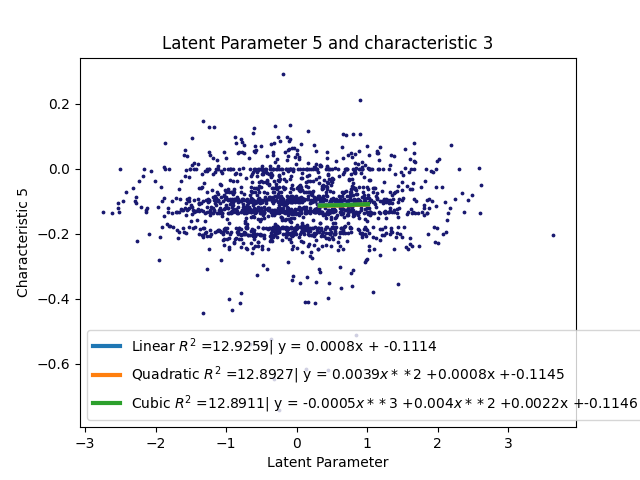 Latent Parameter 5 and characteristic 3
Characteristic 5
0.2
0.0
−0.2
−0.4
−0.6
Linear R² =12.9259| y = 0.0008x + -0.1114
Quadratic R² =12.8927| y = 0.0039x * *2 +0.0008x +-0.1145
Cubic R² =12.8911| y = -0.0005x * *3 +0.004x * *2 +0.0022x +-0.1146
−3 −2 −1 0 1 2 3
Latent Parameter